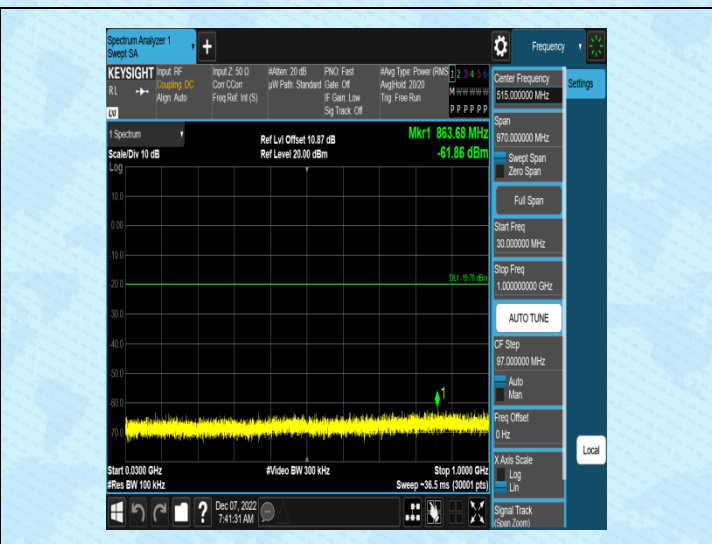 Spectrum Analyzer 1
Swept SA
+
Frequency
KEYSIGHT
RL
LXI
Input: RF
Coupling: DC
Align: Auto
Input Z: 50 Ω
Corr CCorr
Freq Ref: Int (S)
#Atten: 20 dB
µW Path: Standard
PNO: Fast
Gate: Off
IF Gain: Low
Sig Track: Off
#Avg Type: Power (RMS
Avg|Hold: 20/20
Trig: Free Run
1 2 3 4 5 6
M W W W W W
P P P P P P
1 Spectrum
Scale/Div 10 dB
Ref Lvl Offset 10.87 dB
Ref Level 20.00 dBm
Mkr1 863.68 MHz
-61.86 dBm
Log
10.0
0.00
-10.0
-20.0
DL1 -19.70 dBm
-30.0
-40.0
-50.0
-60.0
1
-70.0
Start 0.0300 GHz
#Res BW 100 kHz
#Video BW 300 kHz
Stop 1.0000 GHz
Sweep ~36.5 ms (30001 pts)
?
Dec 07, 2022
7:41:31 AM
Center Frequency
515.000000 MHz
Settings
Span
970.000000 MHz
Swept Span
Zero Span
Full Span
Start Freq
30.000000 MHz
Stop Freq
1.000000000 GHz
AUTO TUNE
CF Step
97.000000 MHz
Auto
Man
Freq Offset
0 Hz
X Axis Scale
Log
Lin
Local
Signal Track
(Span Zoom)